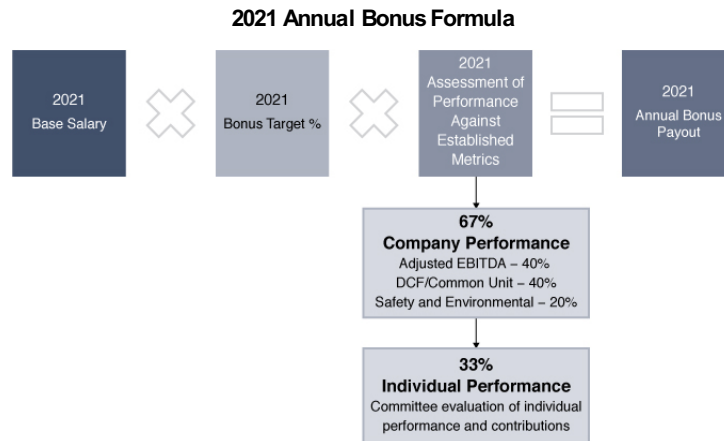 2021 Annual Bonus Formula
2021
Base Salary
2021
Bonus Target %
2021
Assessment of
Performance
Against
Established
Metrics
2021
Annual Bonus
Payout
67%
Company Performance
Adjusted EBITDA – 40%
DCF/Common Unit – 40%
Safety and Environmental – 20%
33%
Individual Performance
Committee evaluation of individual
performance and contributions